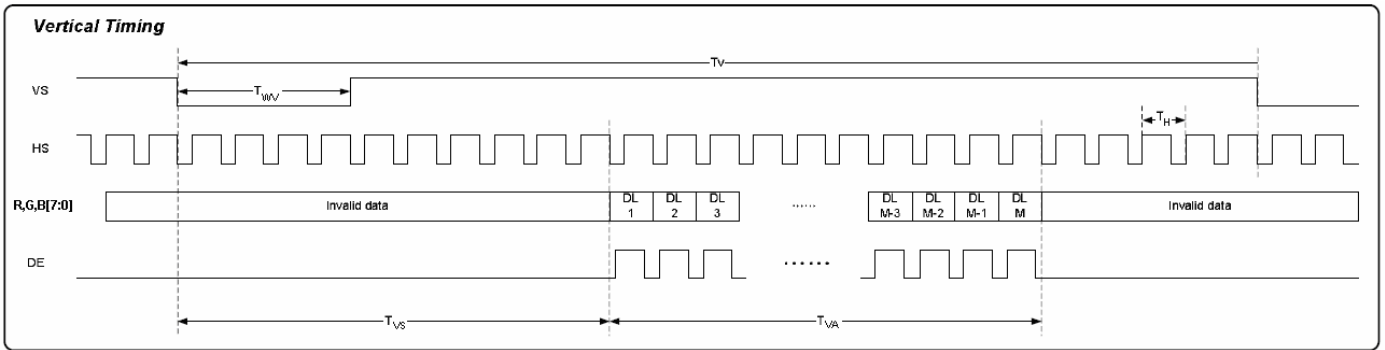 Vertical Timing
Tv
VS
TWV
HS
TH
R,G,B[7:0]
Invalid data
DL 1
DL 2
DL 3
......
DL M-3
DL M-2
DL M-1
DL M
Invalid data
DE
......
TVS
TVA